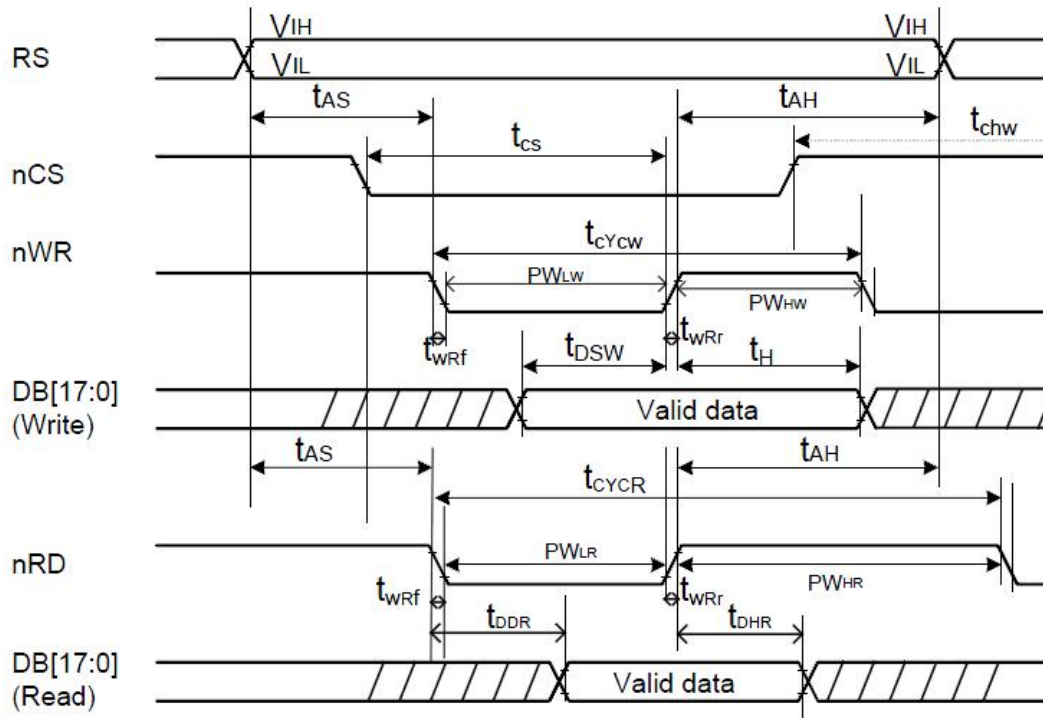 RS VIH VIH
VIL VIL
tAS tAH
tchw
nCS tcs
nWR tcYcw
PWLW PWHW
twRf tDSW twRr tH
DB[17:0] Valid data
(Write)
tAS tAH
tCYCR
nRD PWLR PWHR
twRf twRr
tDDR tDHR
DB[17:0] Valid data
(Read)